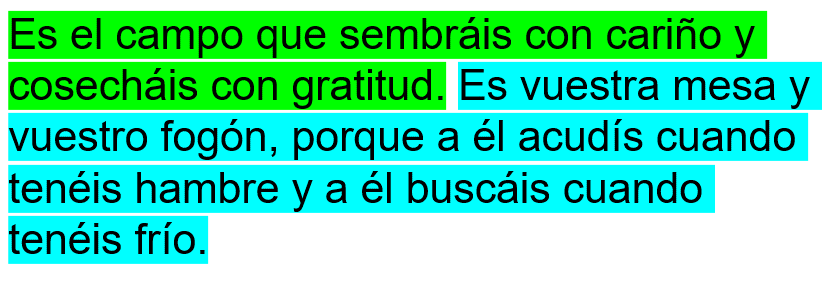 Es el campo que sembráis con cariño y
cosecháis con gratitud. Es vuestra mesa y
vuestro fogón, porque a él acudís cuando
tenéis hambre y a él buscáis cuando
tenéis frío.